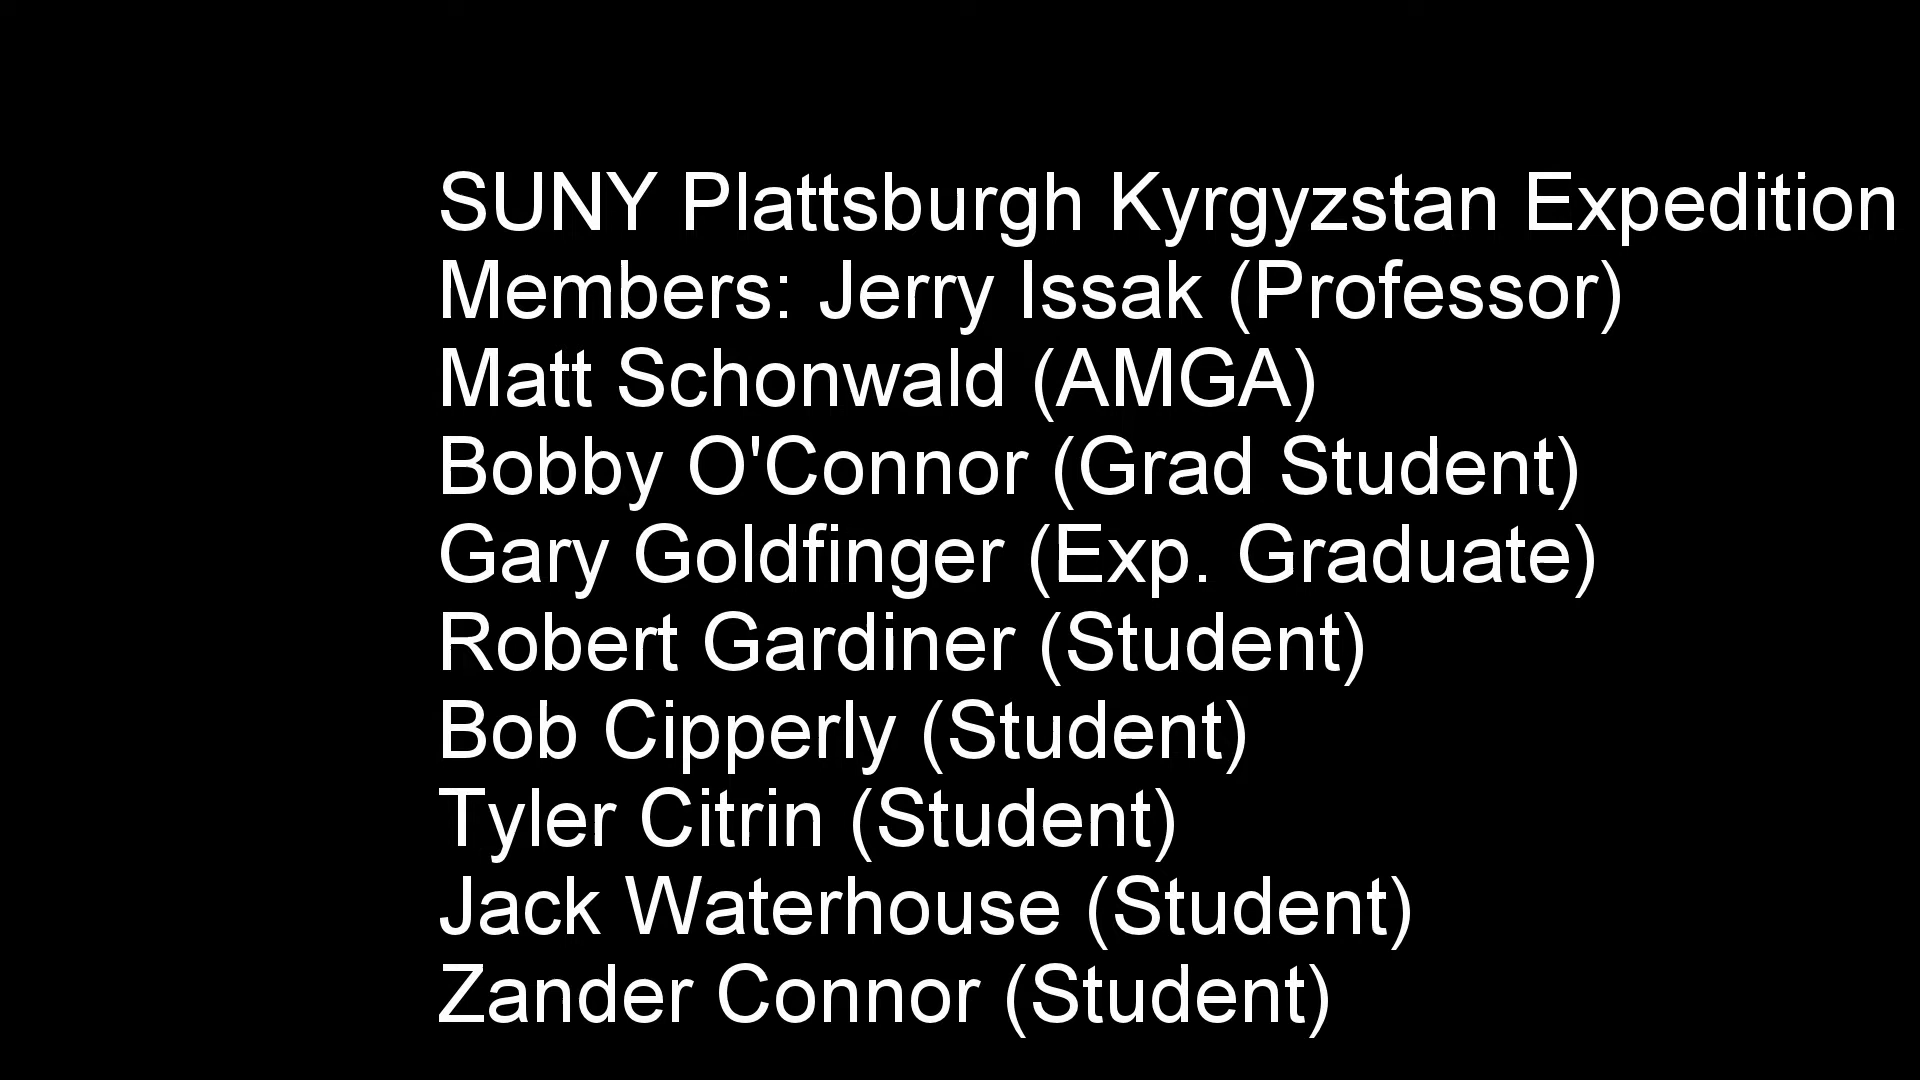 SUNY Plattsburgh Kyrgyzstan Expedition
Members: Jerry Issak (Professor)
Matt Schonwald (AMGA)
Bobby O'Connor (Grad Student)
Gary Goldfinger (Exp. Graduate)
Robert Gardiner (Student)
Bob Cipperly (Student)
Tyler Citrin (Student)
Jack Waterhouse (Student)
Zander Connor (Student)